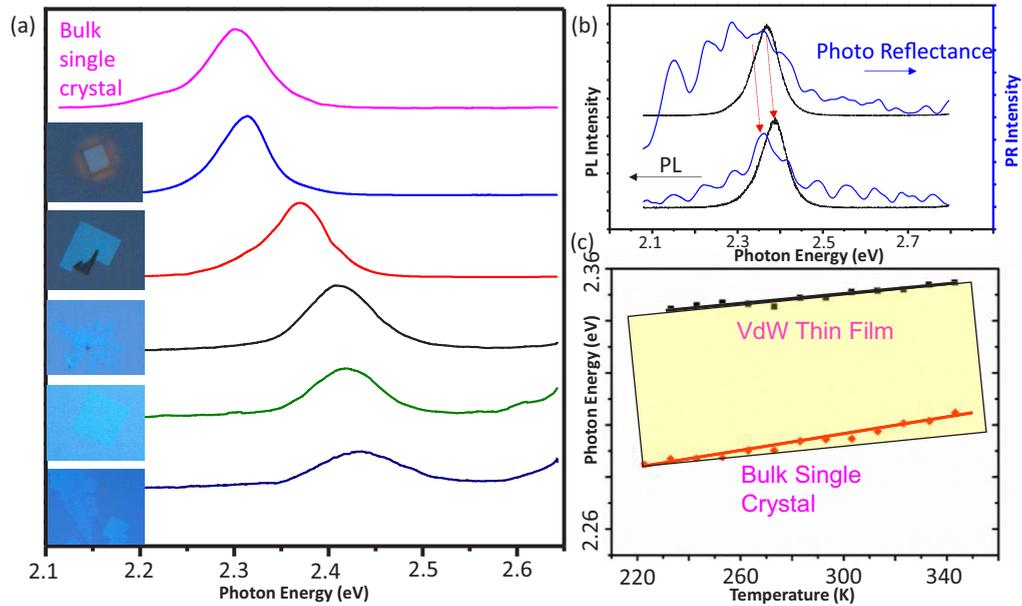 (a)
Bulk
single
crystal
2.1 2.2 2.3 2.4 2.5 2.6
Photon Energy (eV)
(b)
PL Intensity
Photo Reflectance
PL
PR Intensity
2.1 2.3 2.5 2.7
Photon Energy (eV)
(c)
2.36
Photon Energy (eV)
2.26
VdW Thin Film
Bulk Single
Crystal
220 260 300 340
Temperature (K)